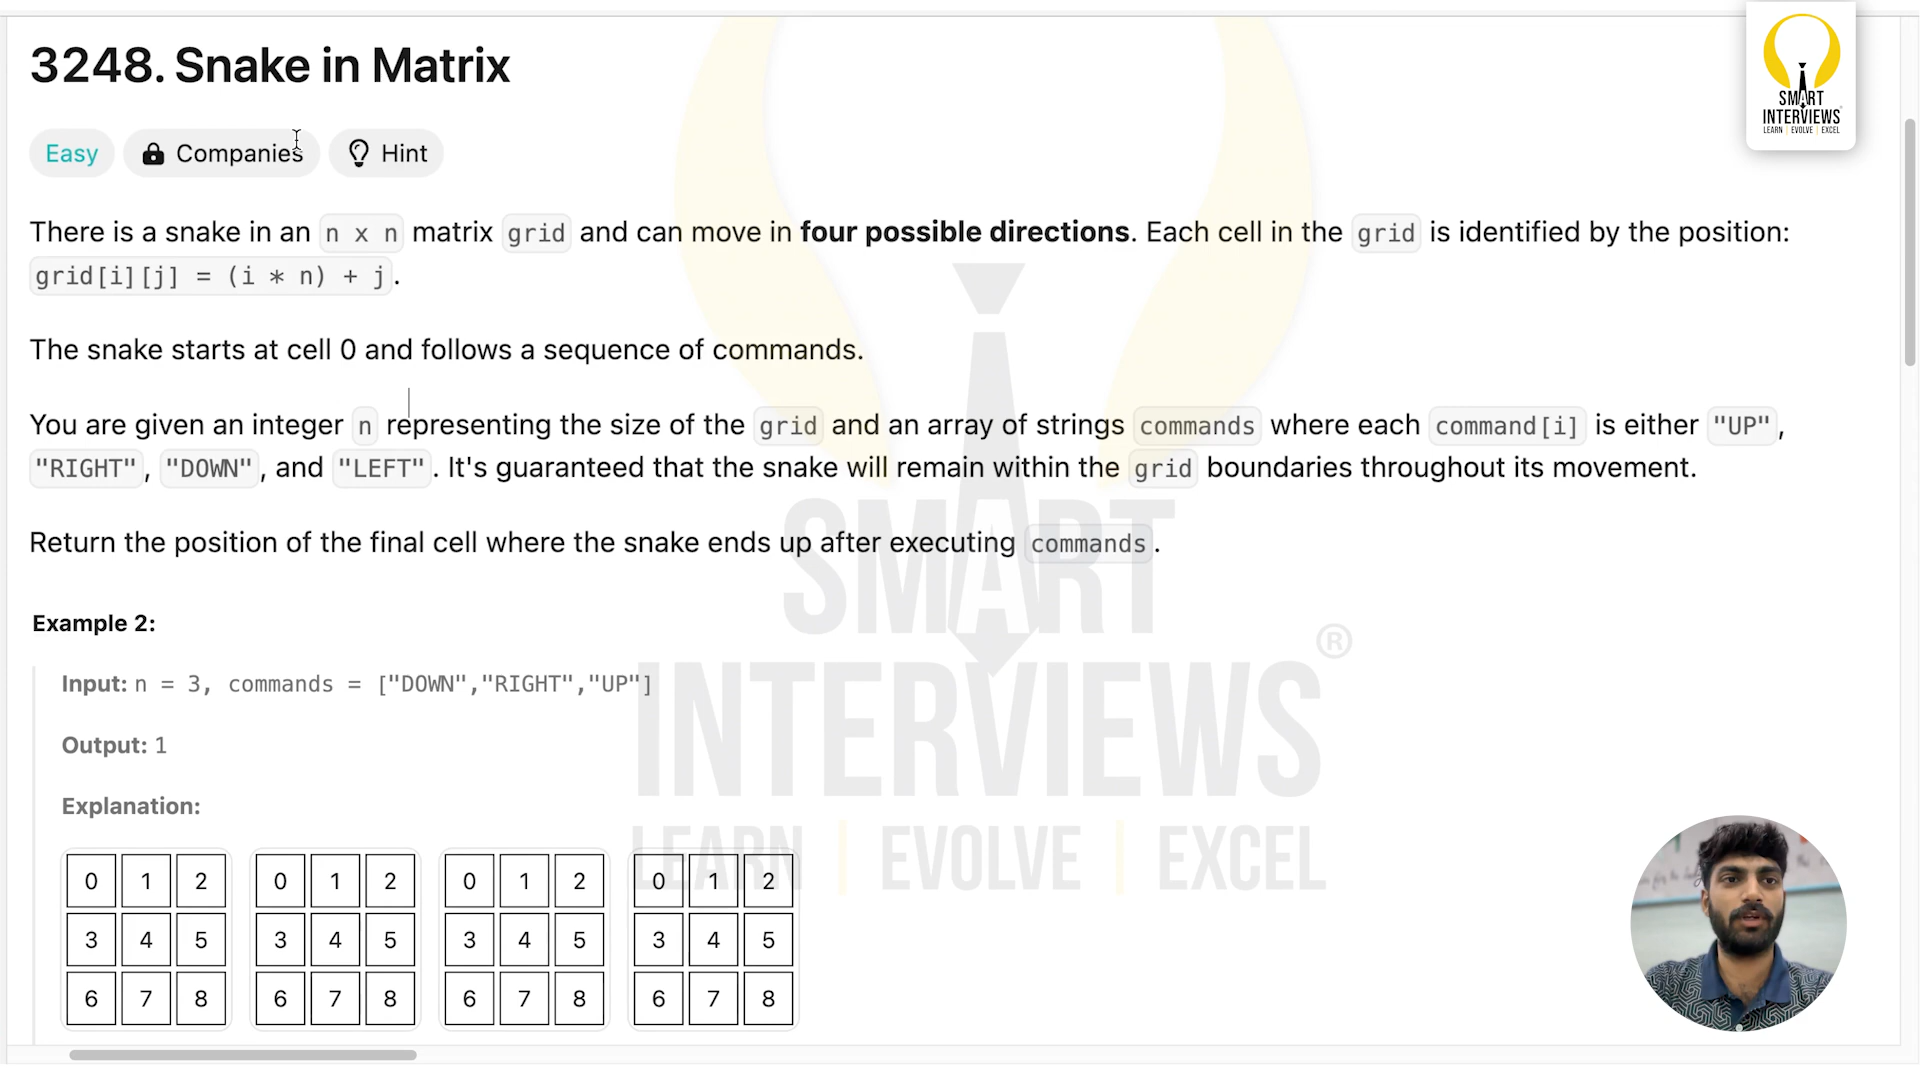 3248. Snake in Matrix
SMART
INTERVIEWS
LEARN | EVOLVE | EXCEL
Easy Companies Hint
There is a snake in an n x n matrix grid and can move in four possible directions. Each cell in the grid is identified by the position:
grid[i][j] = (i * n) + j.
The snake starts at cell 0 and follows a sequence of commands.
You are given an integer n representing the size of the grid and an array of strings commands where each command[i] is either "UP",
"RIGHT", "DOWN", and "LEFT". It's guaranteed that the snake will remain within the grid boundaries throughout its movement.
Return the position of the final cell where the snake ends up after executing commands.
Example 2:
Input: n = 3, commands = ["DOWN","RIGHT","UP"]
Output: 1
Explanation:
0 1 2 0 1 2 0 1 2 0 1 2
3 4 5 3 4 5 3 4 5 3 4 5
6 7 8 6 7 8 6 7 8 6 7 8
SMART
INTERVIEWS®
LEARN | EVOLVE | EXCEL